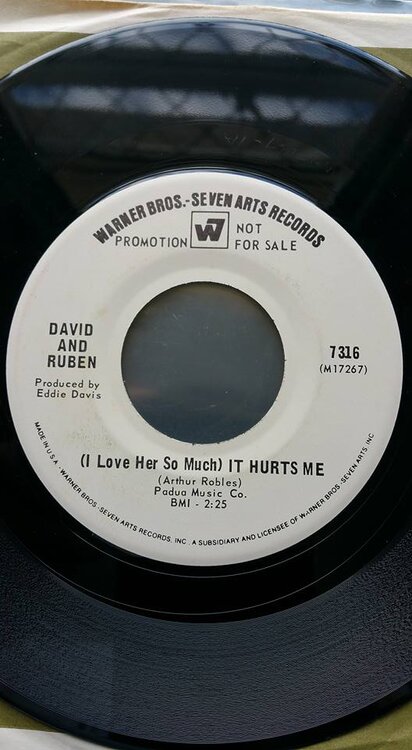 WARNER BROS.-SEVEN ARTS RECORDS
PROMOTION W7 NOT
FOR SALE
DAVID
AND
RUBEN
Produced by
Eddie Davis
7316
(M17267)
(I Love Her So Much) IT HURTS ME
(Arthur Robles)
Padua Music Co.
BMI - 2:25
MADE IN U.S.A. · WARNER BROS.-SEVEN ARTS RECORDS, INC., A SUBSIDIARY AND LICENSEE OF WARNER BROS.-SEVEN ARTS, INC.